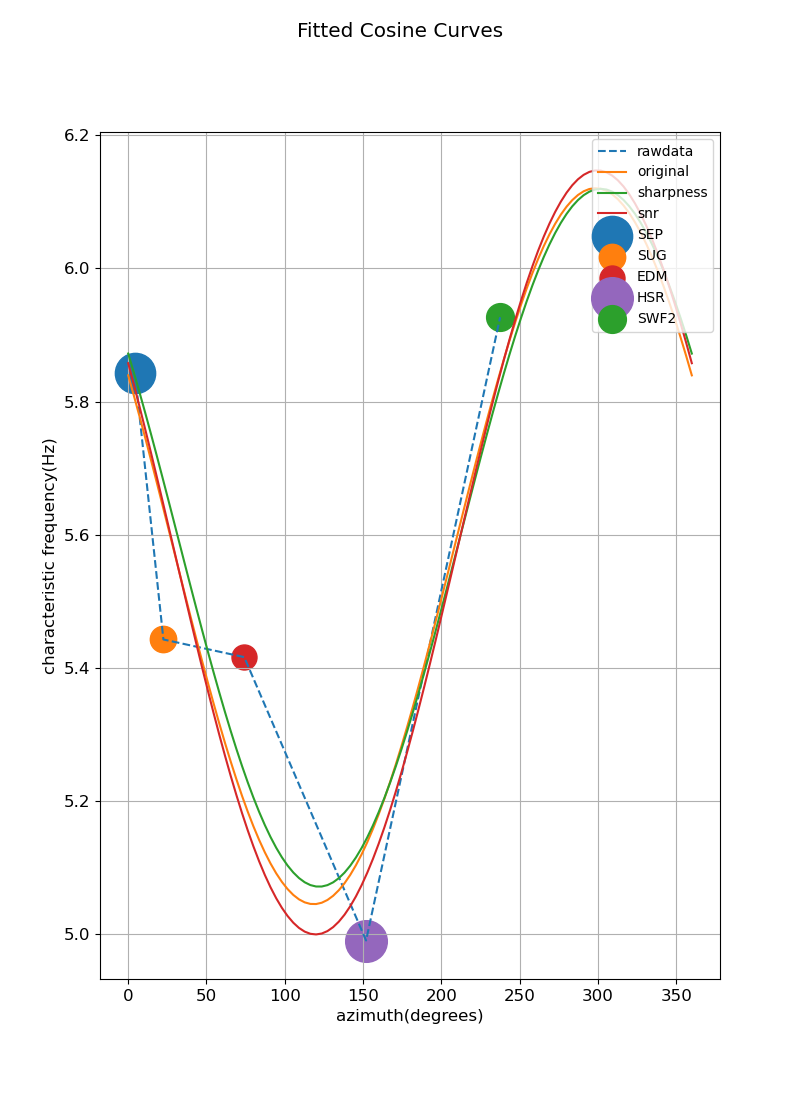 Fitted Cosine Curves
6.2
6.0
5.8
5.6
5.4
5.2
5.0
characteristic frequency(Hz)
rawdata
original
sharpness
snr
SEP
SUG
EDM
HSR
SWF2
0 50 100 150 200 250 300 350
azimuth(degrees)